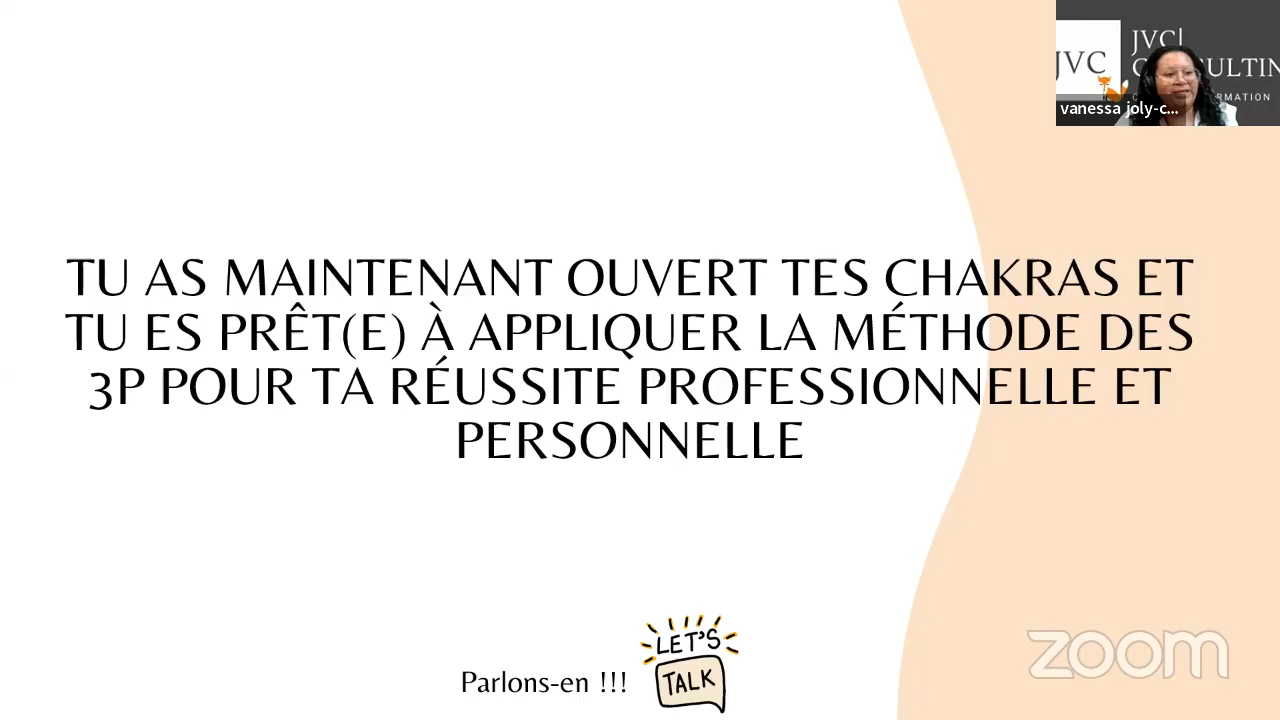 JVC
JVC|
vanessa joly-c...
TU AS MAINTENANT OUVERT TES CHAKRAS ET
TU ES PRÊT(E) À APPLIQUER LA MÉTHODE DES
3P POUR TA RÉUSSITE PROFESSIONNELLE ET
PERSONNELLE
LET'S
TALK
Parlons-en !!!
zoom